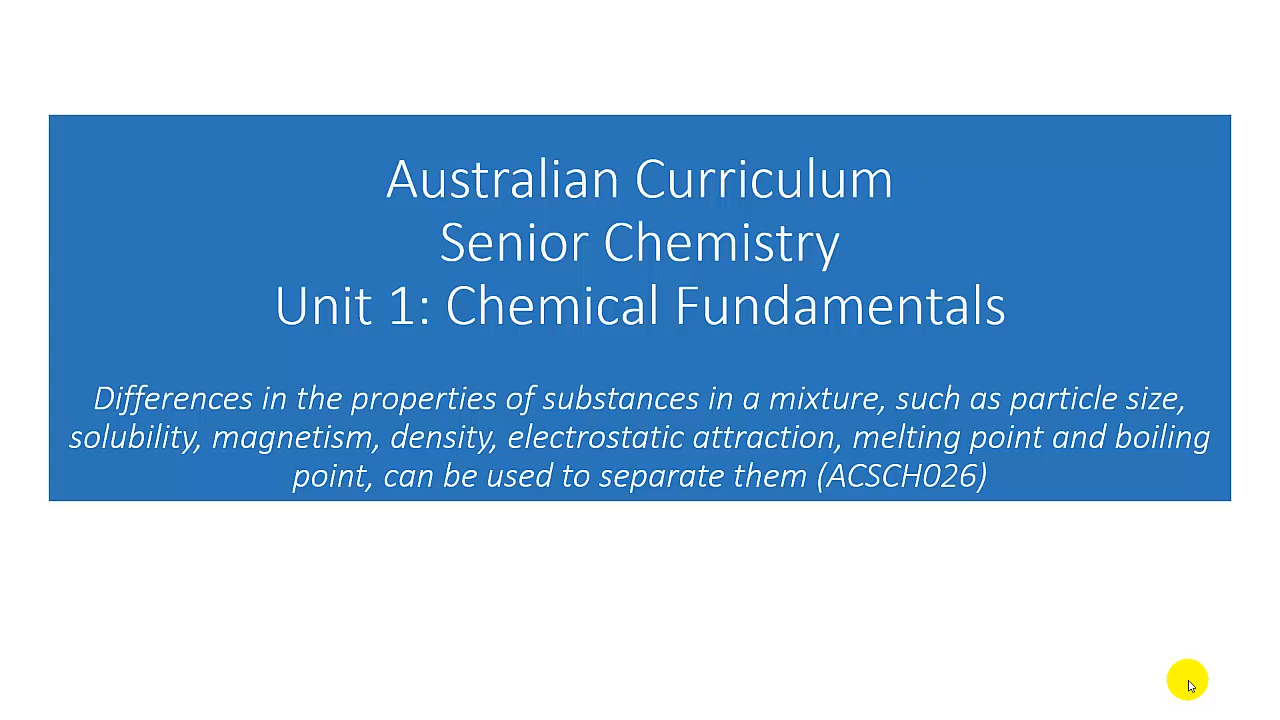 Australian Curriculum
Senior Chemistry
Unit 1: Chemical Fundamentals
Differences in the properties of substances in a mixture, such as particle size,
solubility, magnetism, density, electrostatic attraction, melting point and boiling
point, can be used to separate them (ACSCH026)